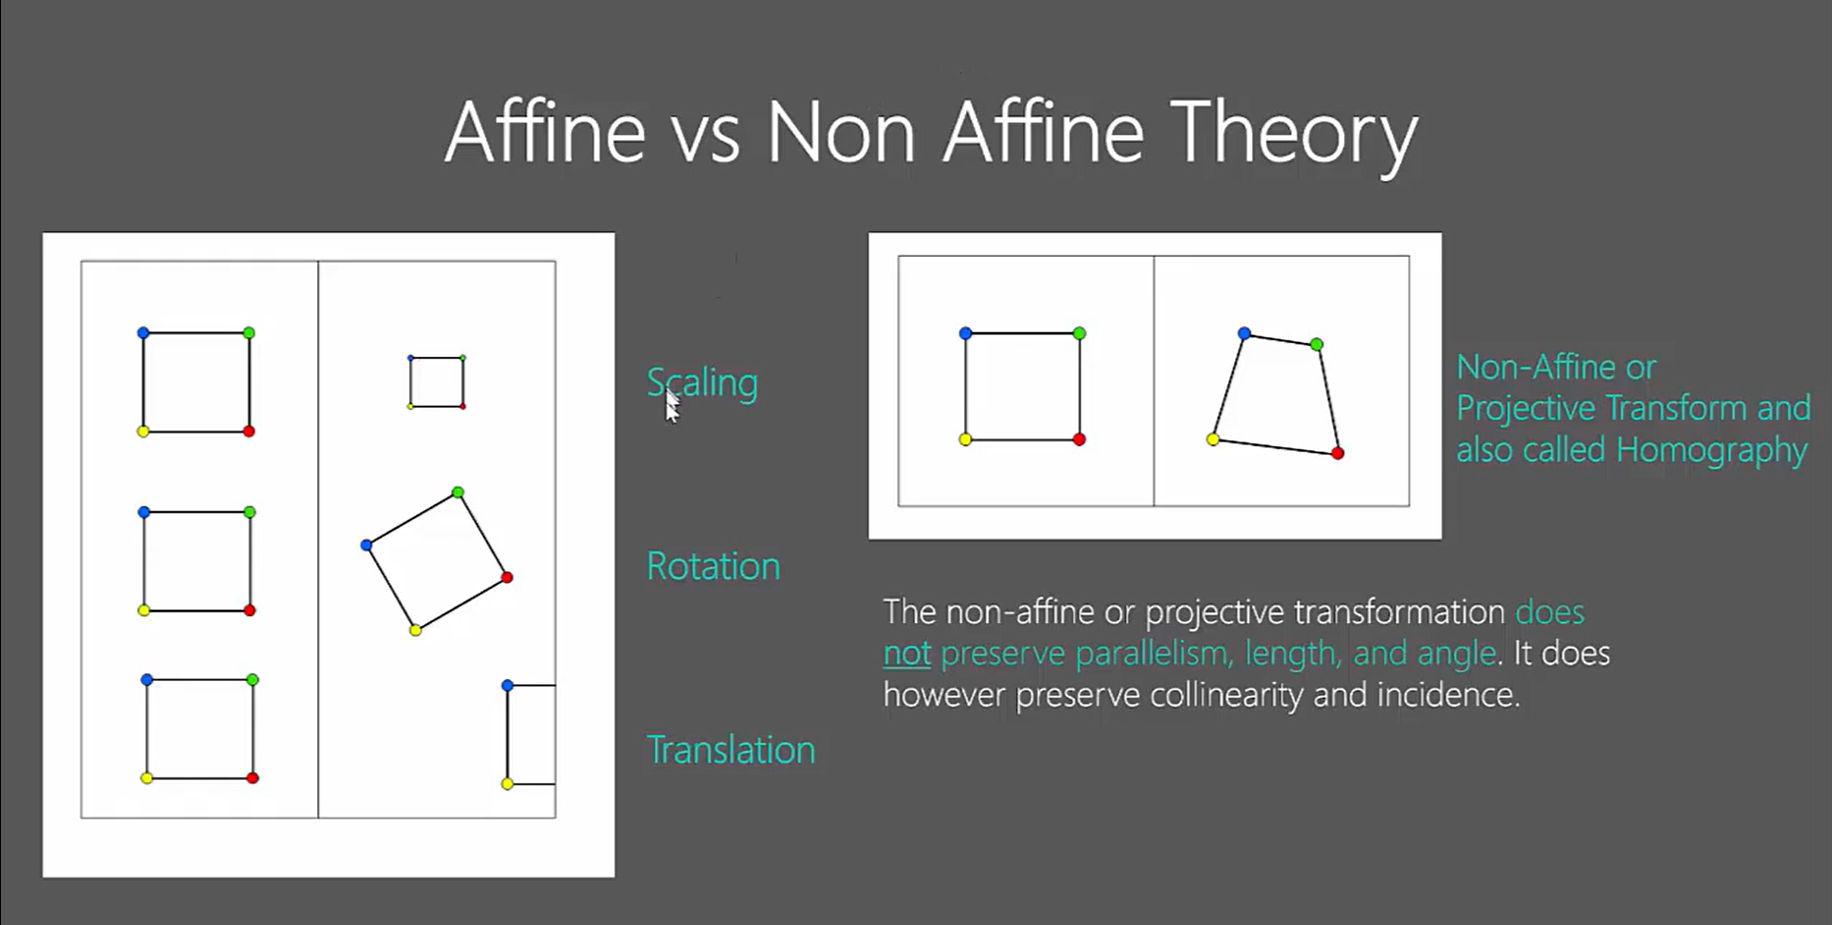 Affine vs Non Affine Theory
Scaling
Rotation
Translation
Non-Affine or
Projective Transform and
also called Homography
The non-affine or projective transformation does
not preserve parallelism, length, and angle. It does
however preserve collinearity and incidence.